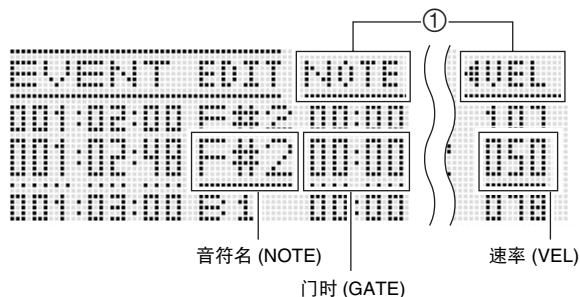 ①
EVENT EDIT NOTE ◀VEL
001:02:00 F#2 00:00 107
001:02:48 F#2 00:00 050
001:03:00 B1 00:00 078
音符名 (NOTE)
速率 (VEL)
门时 (GATE)